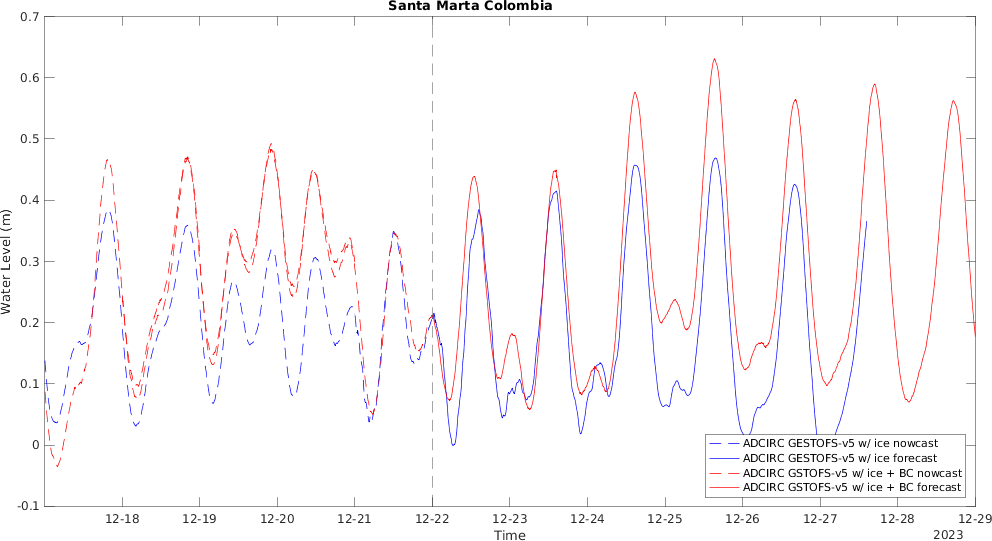 Santa Marta Colombia
0.7
0.6
0.5
0.4
0.3
0.2
0.1
0
-0.1
Water Level (m)
12-18 12-19 12-20 12-21 12-22 12-23 12-24 12-25 12-26 12-27 12-28 12-29
Time
2023
ADCIRC GESTOFS-v5 w/ ice nowcast
ADCIRC GESTOFS-v5 w/ ice forecast
ADCIRC GSTOFS-v5 w/ ice + BC nowcast
ADCIRC GSTOFS-v5 w/ ice + BC forecast